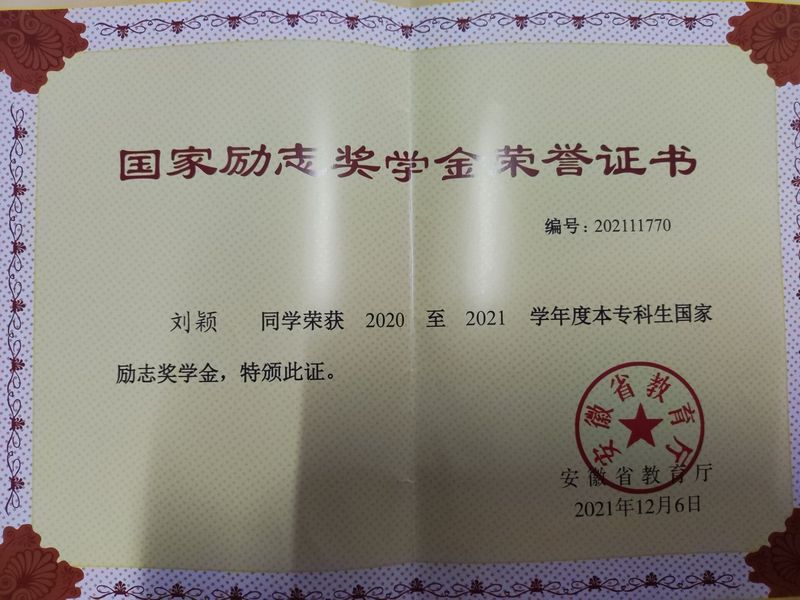 国家励志奖学金荣誉证书
编号：202111770
刘颖 同学荣获 2020 至 2021 学年度本专科生国家
励志奖学金，特颁此证。
安徽省教育厅
安徽省教育厅
2021年12月6日